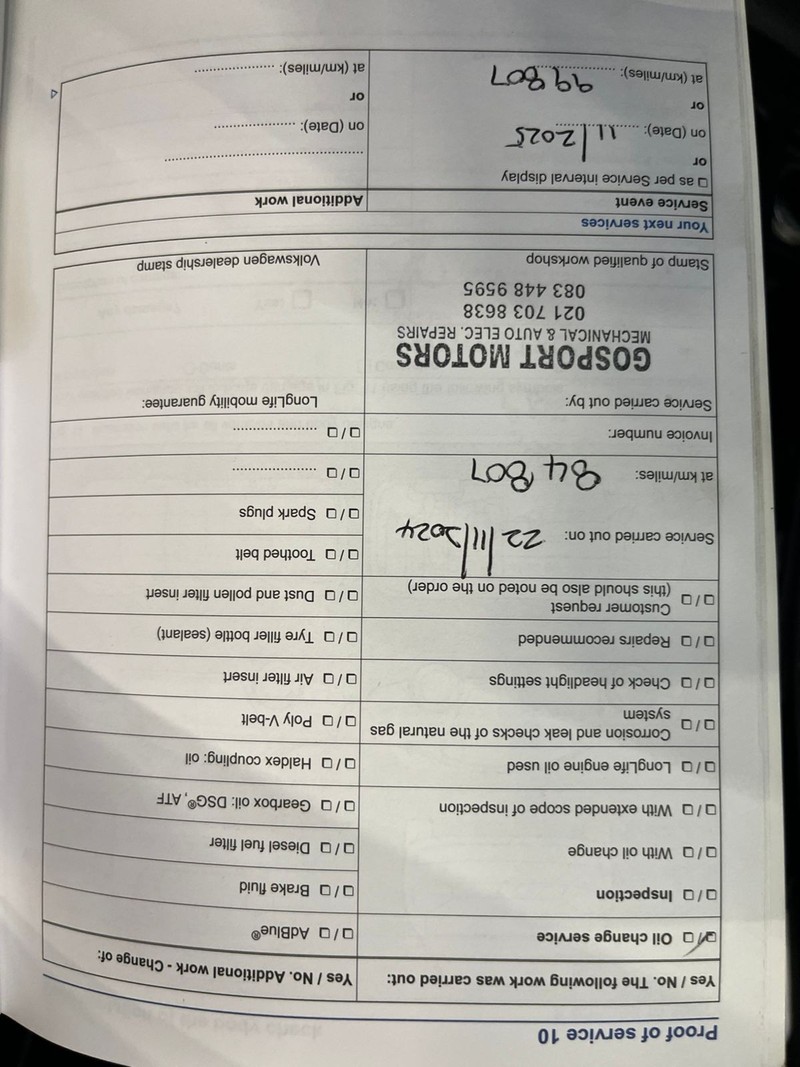 Proof of service 10
Yes / No. The following work was carried out:
☑/☐ Oil change service
☐/☐ Inspection
☐/☐ With oil change
☐/☐ With extended scope of inspection
☐/☐ LongLife engine oil used
☐/☐ Corrosion and leak checks of the natural gas
system
☐/☐ Check of headlight settings
☐/☐ Repairs recommended
☐/☐ Customer request
(this should also be noted on the order)
Service carried out on: 22/11/2024
at km/miles: 84 807
Invoice number:
Service carried out by:
GOSPORT MOTORS
MECHANICAL & AUTO ELEC. REPAIRS
021 703 8638
083 448 9595
Stamp of qualified workshop
Yes / No. Additional work - Change of:
☐/☐ AdBlue®
☐/☐ Brake fluid
☐/☐ Diesel fuel filter
☐/☐ Gearbox oil: DSG®, ATF
☐/☐ Haldex coupling: oil
☐/☐ Poly V-belt
☐/☐ Air filter insert
☐/☐ Tyre filler bottle (sealant)
☐/☐ Dust and pollen filter insert
☐/☐ Toothed belt
☐/☐ Spark plugs
☐/☐ .....................
☐/☐ .....................
LongLife mobility guarantee:
Volkswagen dealership stamp
Your next services
Service event
☐ as per Service interval display
or
on (Date): 11/2025
or
at (km/miles): 99 807
Additional work
..................................................
on (Date): ....................
or
at (km/miles): ....................